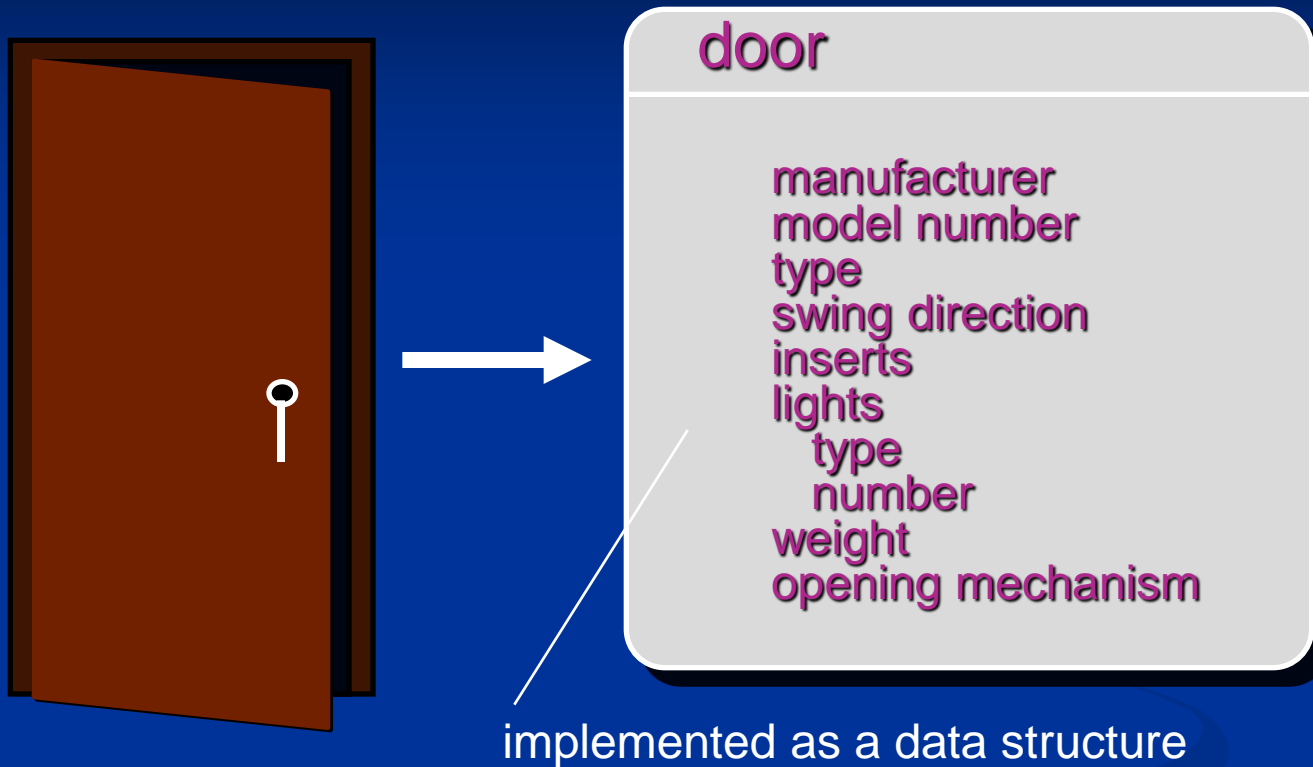 door
manufacturer
model number
type
swing direction
inserts
lights
type
number
weight
opening mechanism
implemented as a data structure